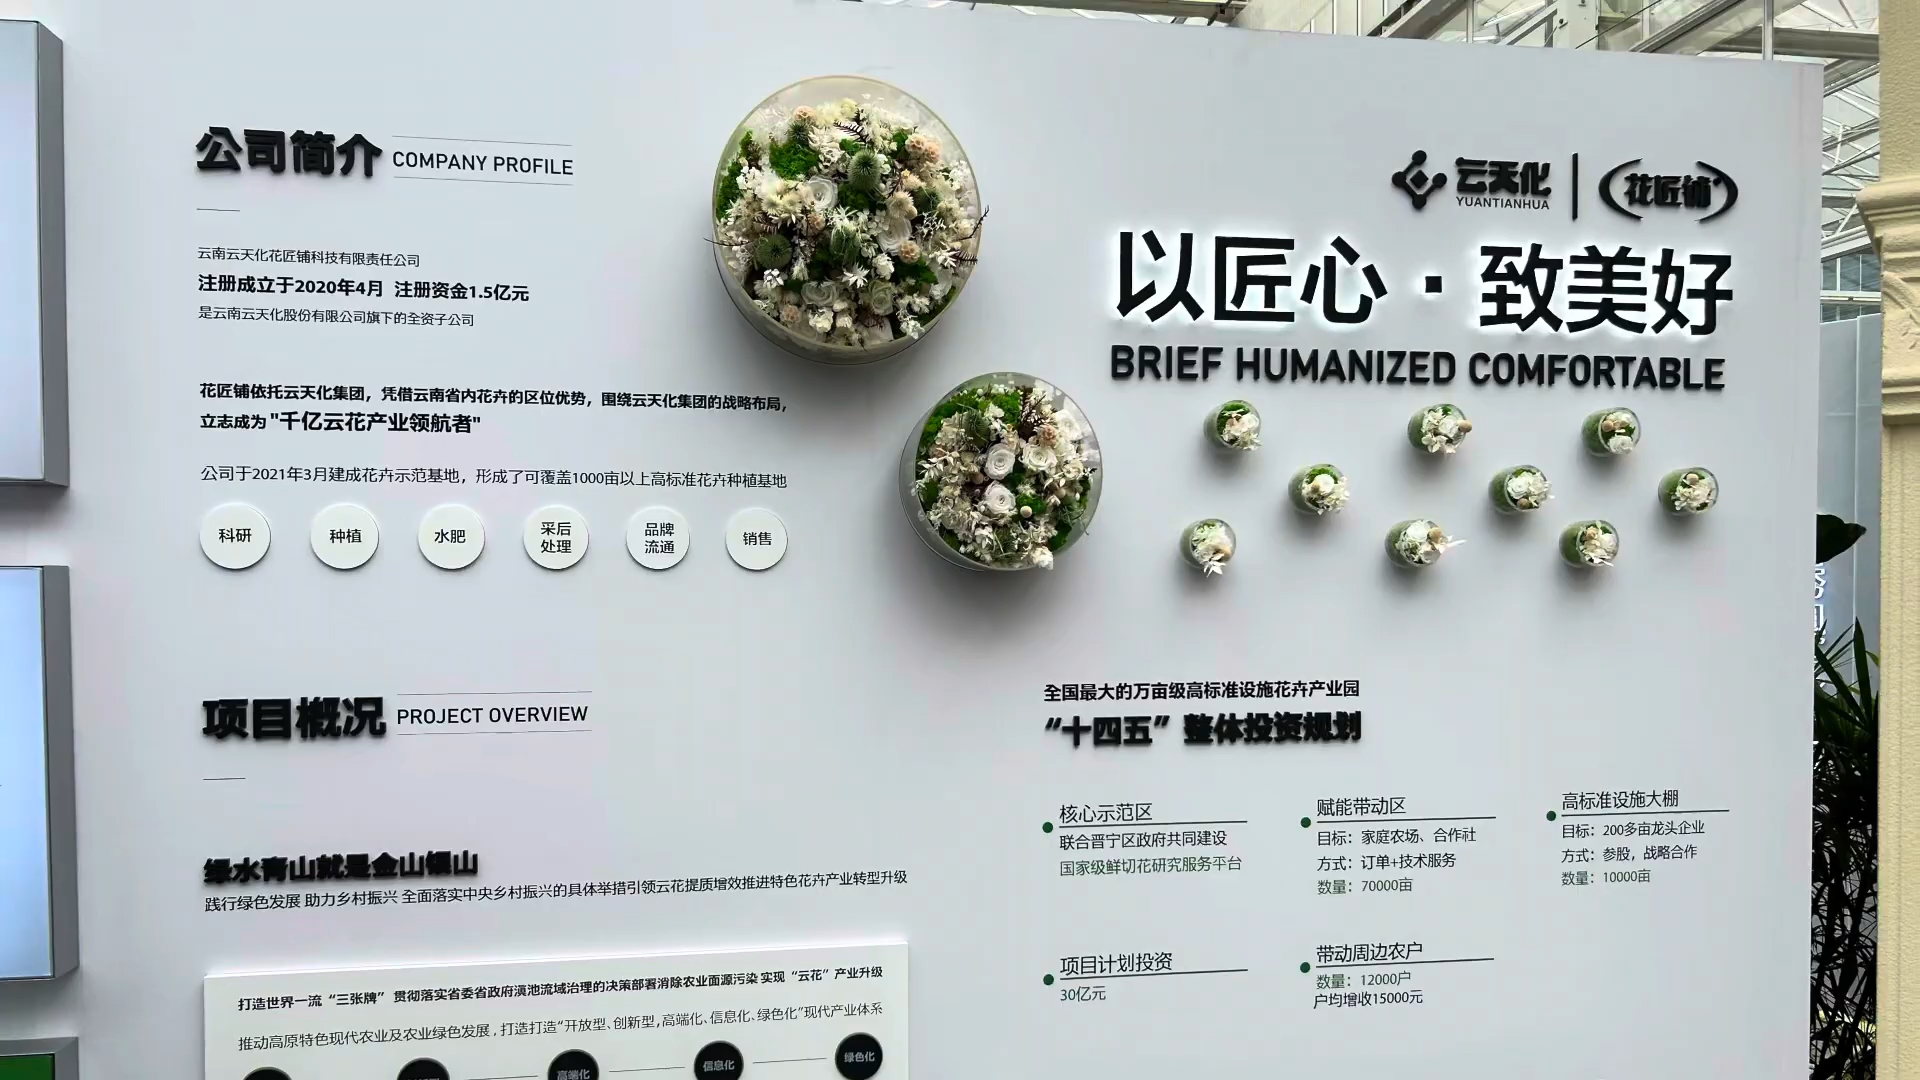 公司简介 COMPANY PROFILE
云南云天化花匠铺科技有限责任公司
注册成立于2020年4月 注册资金1.5亿元
是云南云天化股份有限公司旗下的全资子公司
花匠铺依托云天化集团，凭借云南省内花卉的区位优势，围绕云天化集团的战略布局，
立志成为"千亿云花产业领航者"
公司于2021年3月建成花卉示范基地，形成了可覆盖1000亩以上高标准花卉种植基地
科研
种植
水肥
采后
处理
品牌
流通
销售
项目概况 PROJECT OVERVIEW
绿水青山就是金山银山
践行绿色发展 助力乡村振兴 全面落实中央乡村振兴的具体举措引领云花提质增效推进特色花卉产业转型升级
打造世界一流“三张牌” 贯彻落实省委省政府滇池流域治理的决策部署消除农业面源污染 实现“云花”产业升级
推动高原特色现代农业及农业绿色发展，打造打造“开放型、创新型,高端化、信息化、绿色化”现代产业体系
高端化
信息化
绿色化
云天化
YUANTIANHUA
花匠铺
以匠心·致美好
BRIEF HUMANIZED COMFORTABLE
全国最大的万亩级高标准设施花卉产业园
“十四五”整体投资规划
核心示范区
联合晋宁区政府共同建设
国家级鲜切花研究服务平台
赋能带动区
目标：家庭农场、合作社
方式：订单+技术服务
数量：70000亩
高标准设施大棚
目标：200多亩龙头企业
方式：参股，战略合作
数量：10000亩
项目计划投资
30亿元
带动周边农户
数量：12000户
户均增收15000元